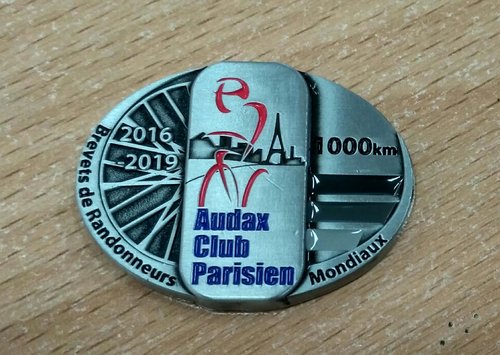 2016
-2019
Brevets de Randonneurs
Audax
Club
Parisien
1000km
Mondiaux